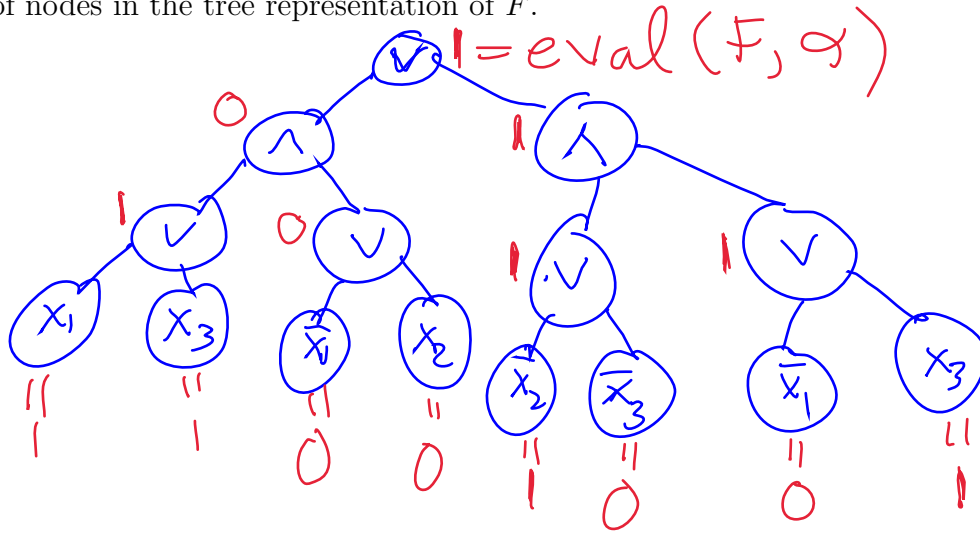 of nodes in the tree representation of F.
∨ 1 = eval (F, α)
0 ∧ 1 ∧
1 ∨ 0 ∨ 1 ∨ 1 ∨
x₁ x₃ x̄₁ x₂ x̄₂ x̄₃ x̄₁ x₃
|| || || || || || || ||
1 1 0 0 1 0 0 1